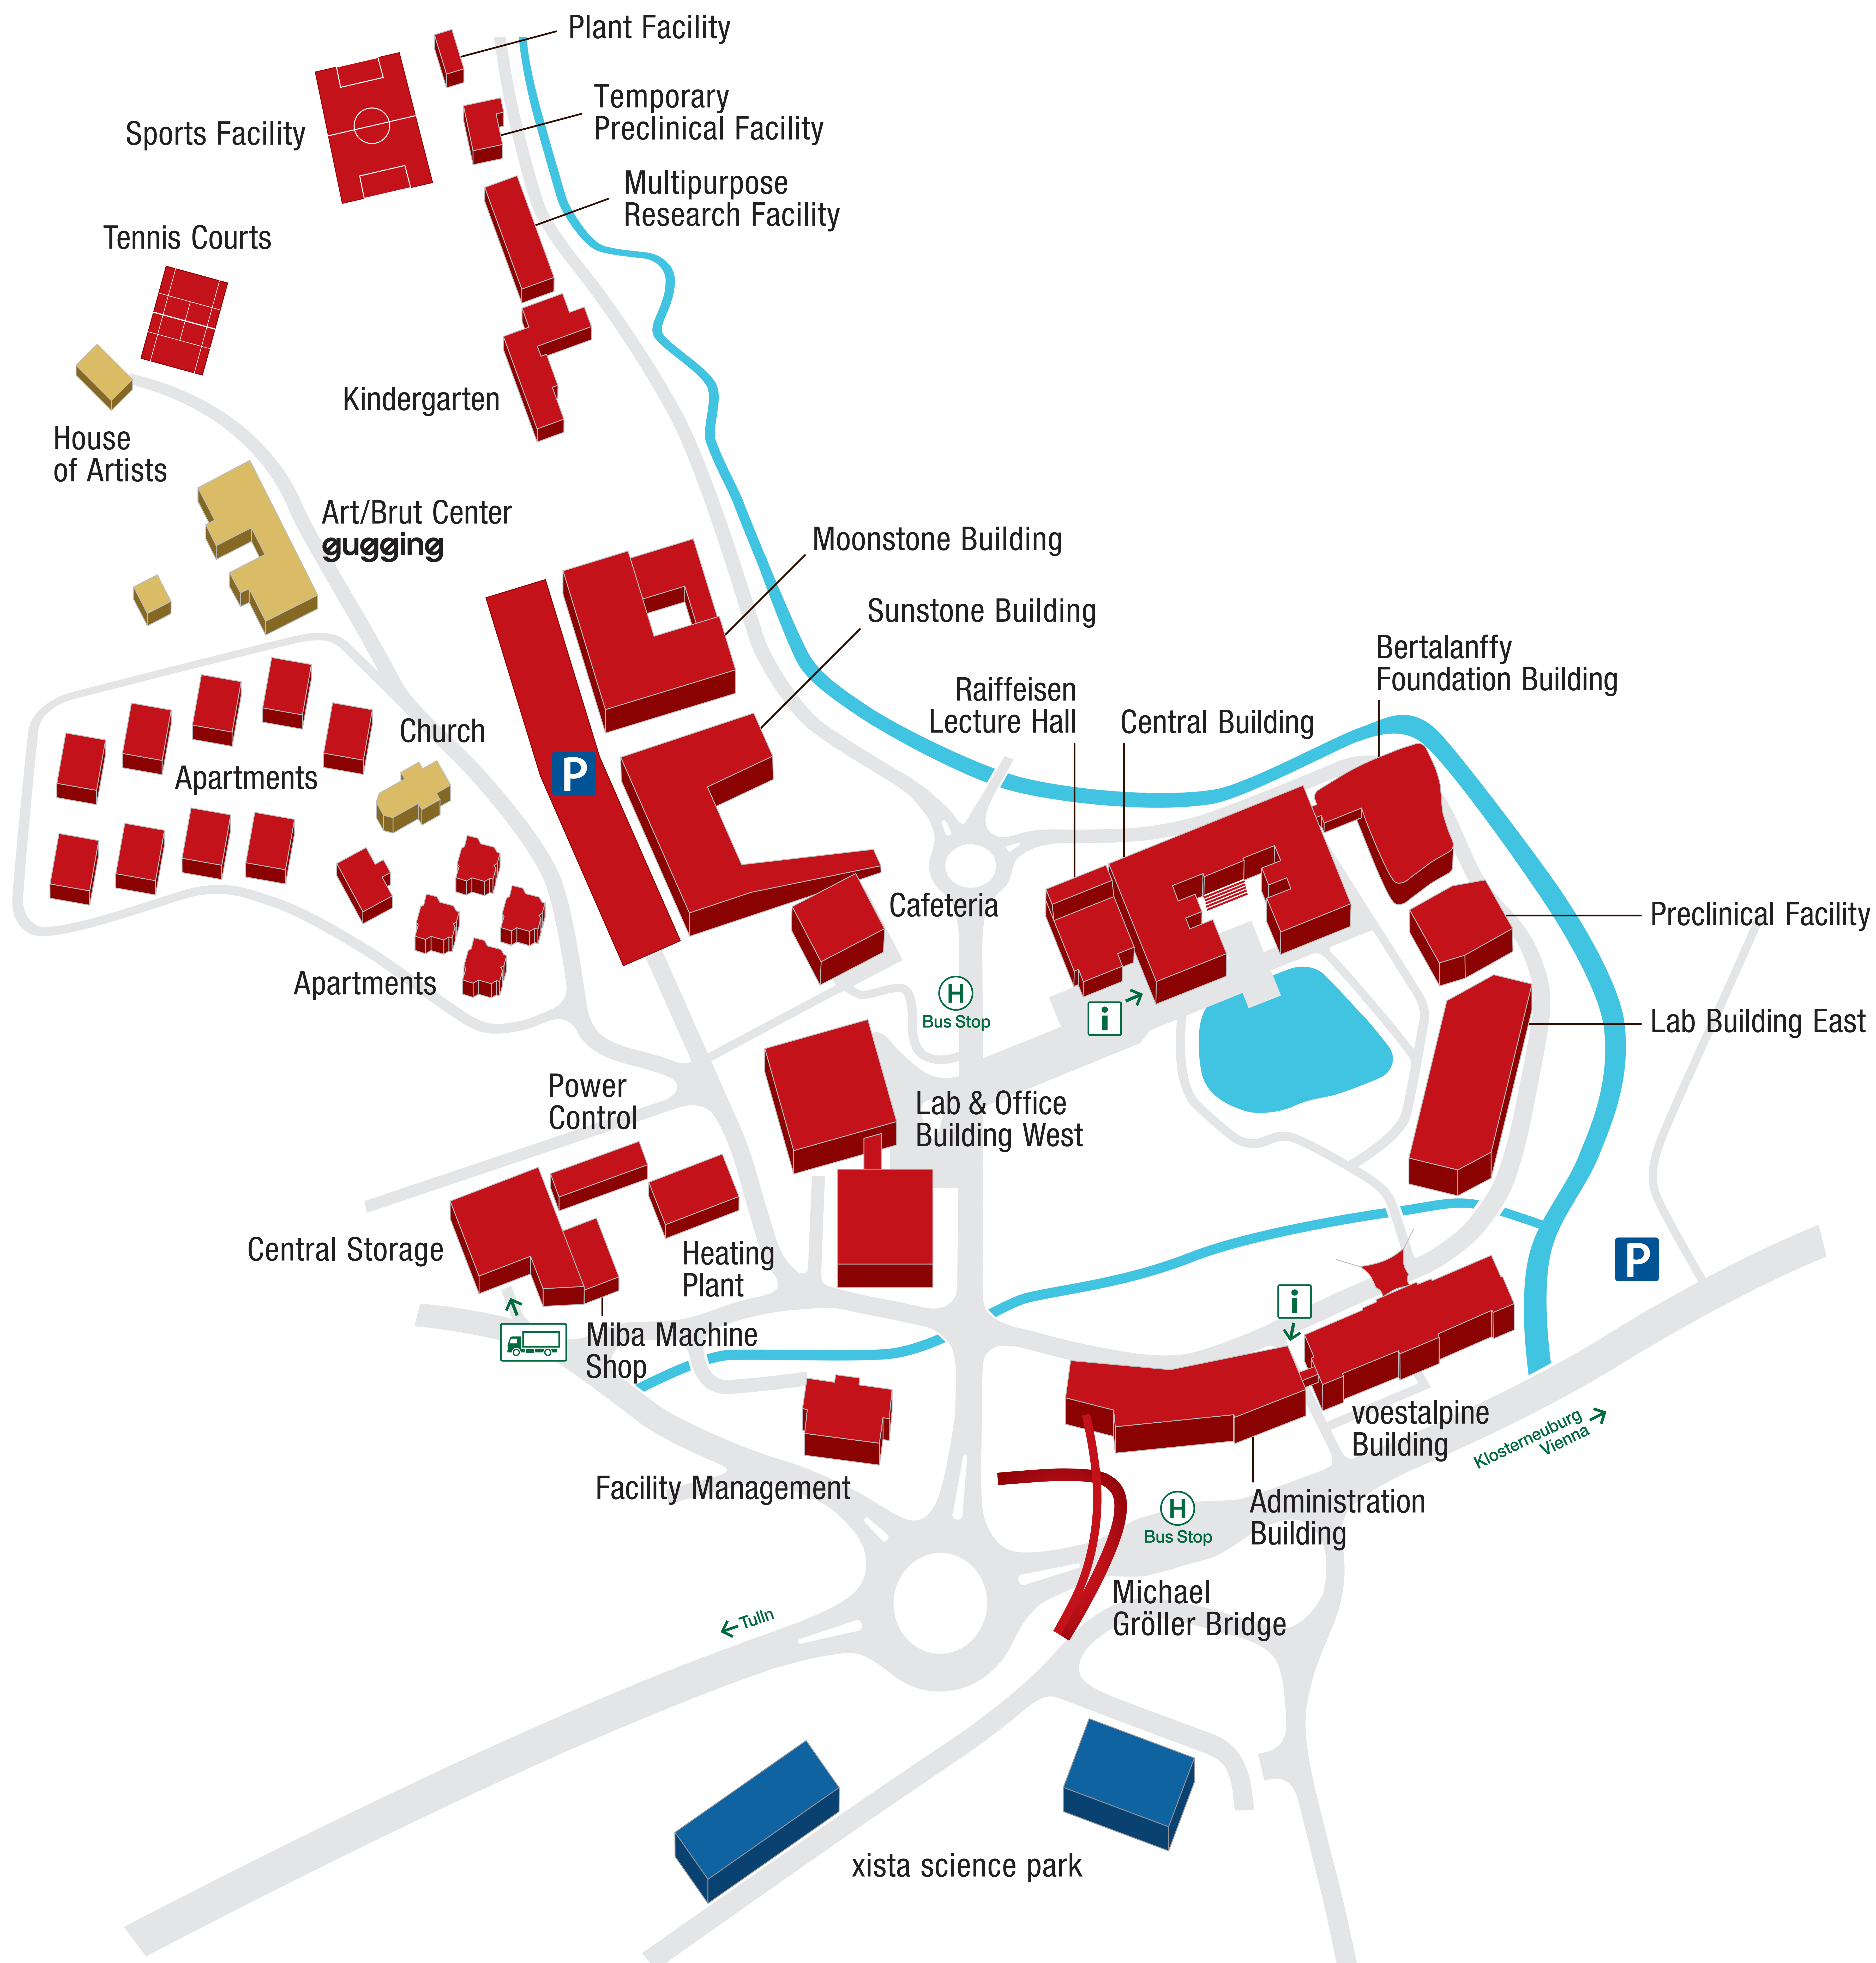 Plant Facility
Temporary
Preclinical Facility
Sports Facility
Multipurpose
Research Facility
Tennis Courts
Kindergarten
House
of Artists
Art/Brut Center
gugging
Moonstone Building
Sunstone Building
Bertalanffy
Foundation Building
Raiffeisen
Lecture Hall
Central Building
Church
Apartments
P
Cafeteria
Preclinical Facility
Apartments
H
Bus Stop
i
Lab Building East
Power
Control
Lab & Office
Building West
Central Storage
Heating
Plant
P
i
Miba Machine
Shop
voestalpine
Building
Klosterneuburg
Vienna
Facility Management
H
Bus Stop
Administration
Building
Michael
Gröller Bridge
Tulln
xista science park